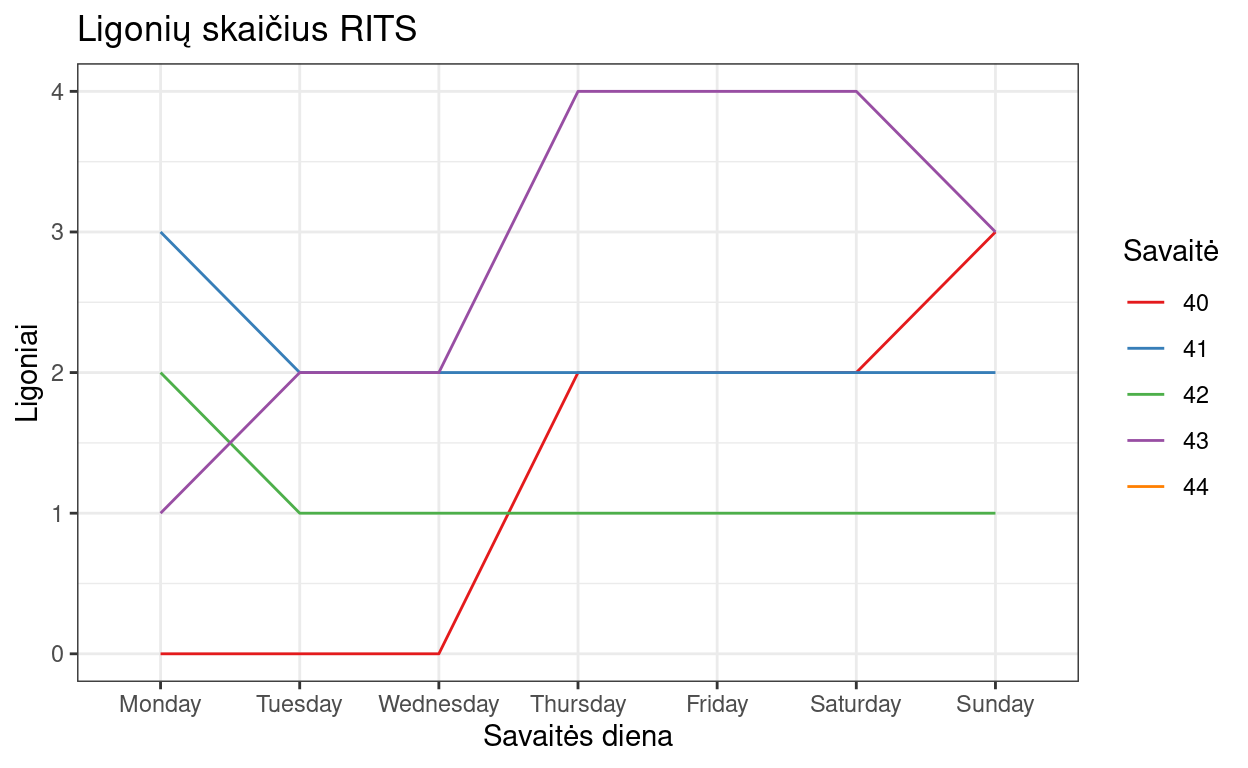 Ligonių skaičius RITS
4
3
2
1
0
Ligoniai
Monday Tuesday Wednesday Thursday Friday Saturday Sunday
Savaitės diena
Savaitė
40
41
42
43
44